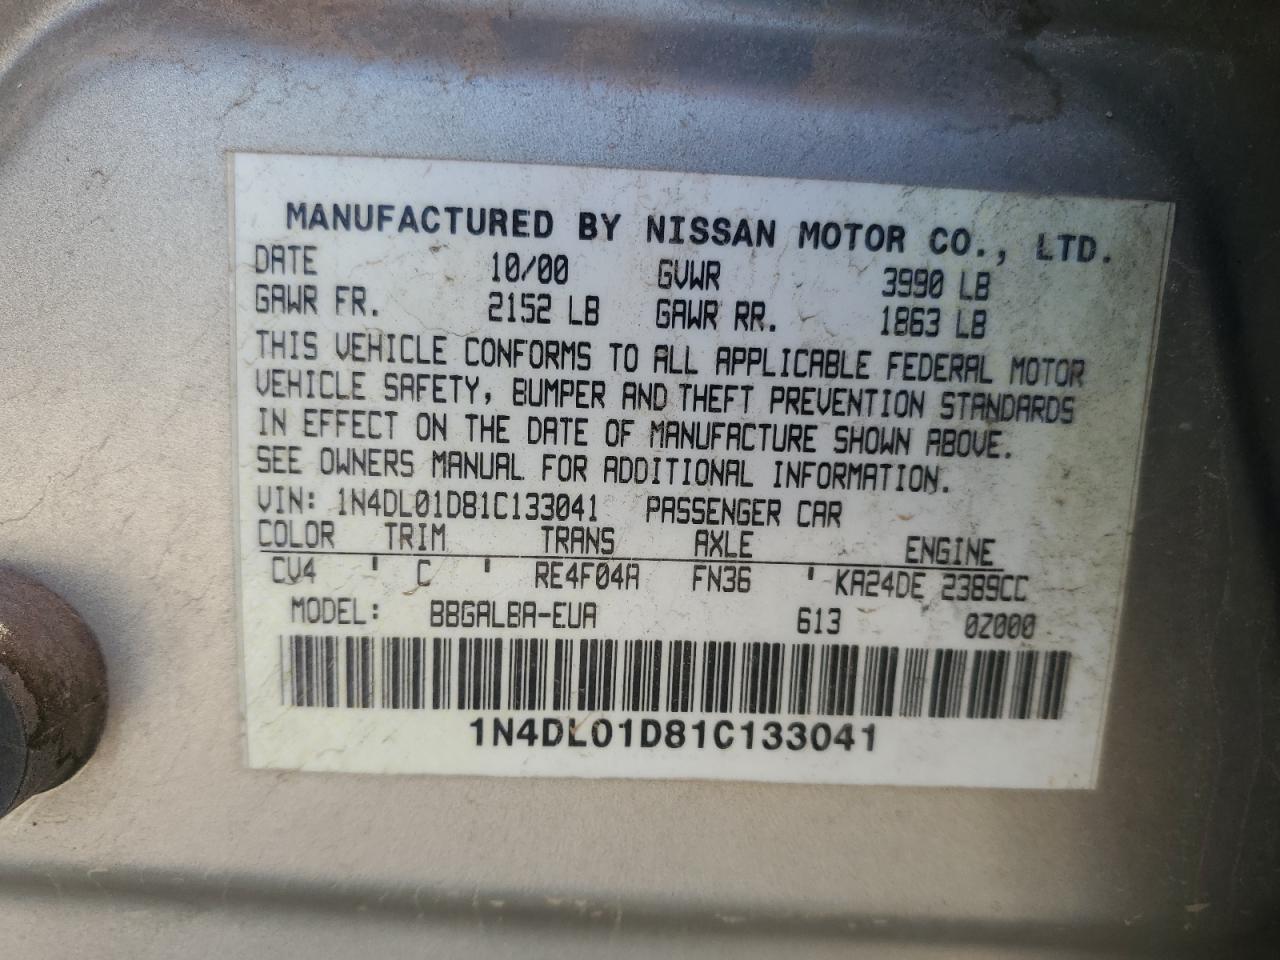 MANUFACTURED BY NISSAN MOTOR CO., LTD.
DATE 10/00 GVWR 3990 LB
GAWR FR. 2152 LB GAWR RR. 1863 LB
THIS VEHICLE CONFORMS TO ALL APPLICABLE FEDERAL MOTOR
VEHICLE SAFETY, BUMPER AND THEFT PREVENTION STANDARDS
IN EFFECT ON THE DATE OF MANUFACTURE SHOWN ABOVE.
SEE OWNERS MANUAL FOR ADDITIONAL INFORMATION.
VIN: 1N4DL01D81C133041 PASSENGER CAR
COLOR TRIM TRANS AXLE ENGINE
CV4 ' C ' RE4F04A FN36 ' KA24DE 2389CC
MODEL: BBGALBA-EUA 613 0Z000
1N4DL01D81C133041